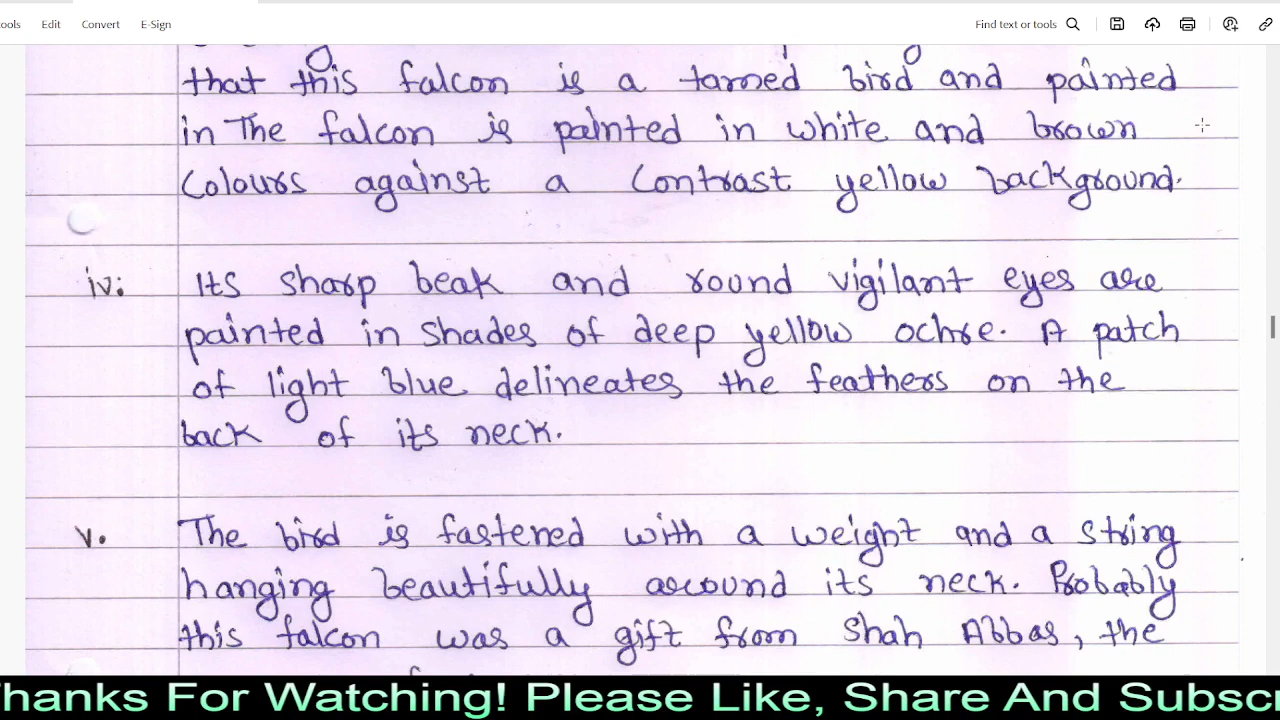 ools Edit Convert E-Sign Find text or tools
that this falcon is a tamed bird and painted
in The falcon is painted in white and brown
Colours against a Contrast yellow background.
iv: Its sharp beak and round vigilant eyes are
painted in shades of deep yellow ochre. A patch
of light blue delineates the feathers on the
back of its neck.
v. The bird is fastened with a weight and a string
hanging beautifully around its neck. Probably
this falcon was a gift from Shah Abbas, the
hanks For Watching! Please Like, Share And Subsc